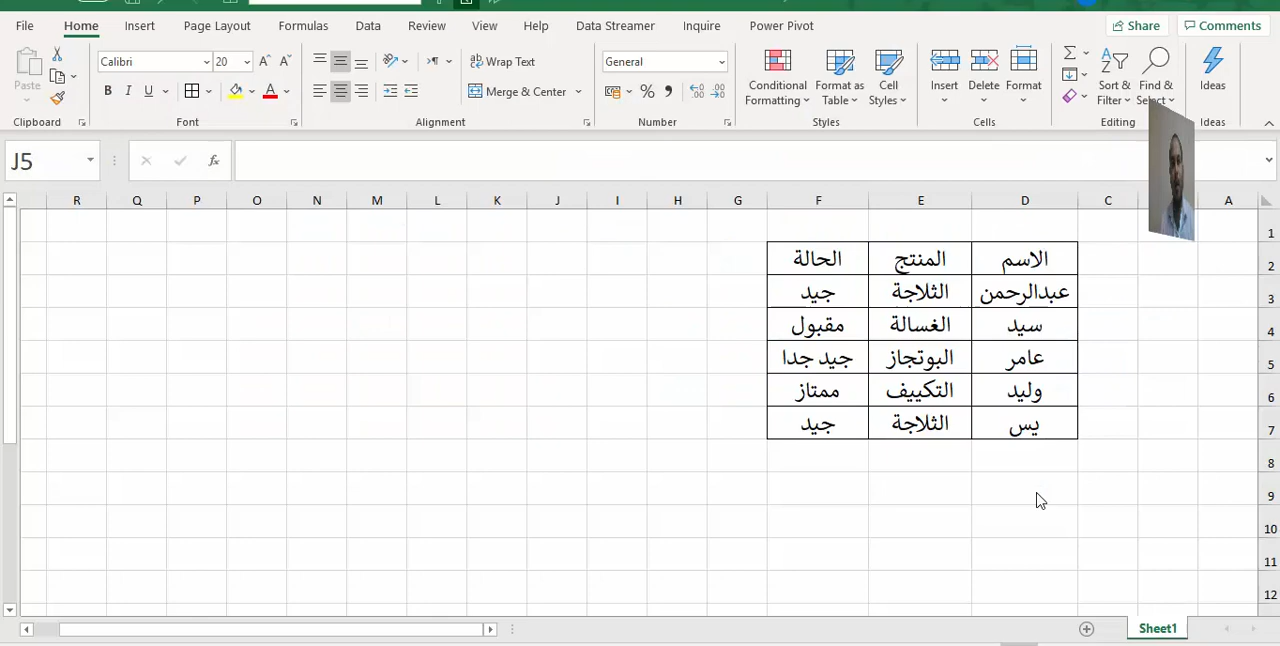 File Home Insert Page Layout Formulas Data Review View Help Data Streamer Inquire Power Pivot Share Comments
Paste
Clipboard
Calibri 20
B I U A
Font
ab Wrap Text
Merge & Center
Alignment
General
% 9
Number
Conditional Formatting
Format as Table
Cell Styles
Styles
Insert Delete Format
Cells
Sort & Filter
Find & Select
Editing
Ideas
Ideas
J5 fx
R Q P O N M L K J I H G F E D C A
1
2 الاسم المنتج الحالة
3 عبدالرحمن الثلاجة جيد
4 سيد الغسالة مقبول
5 عامر البوتجاز جيد جدا
6 وليد التكييف ممتاز
7 يس الثلاجة جيد
8
9
10
11
12
Sheet1